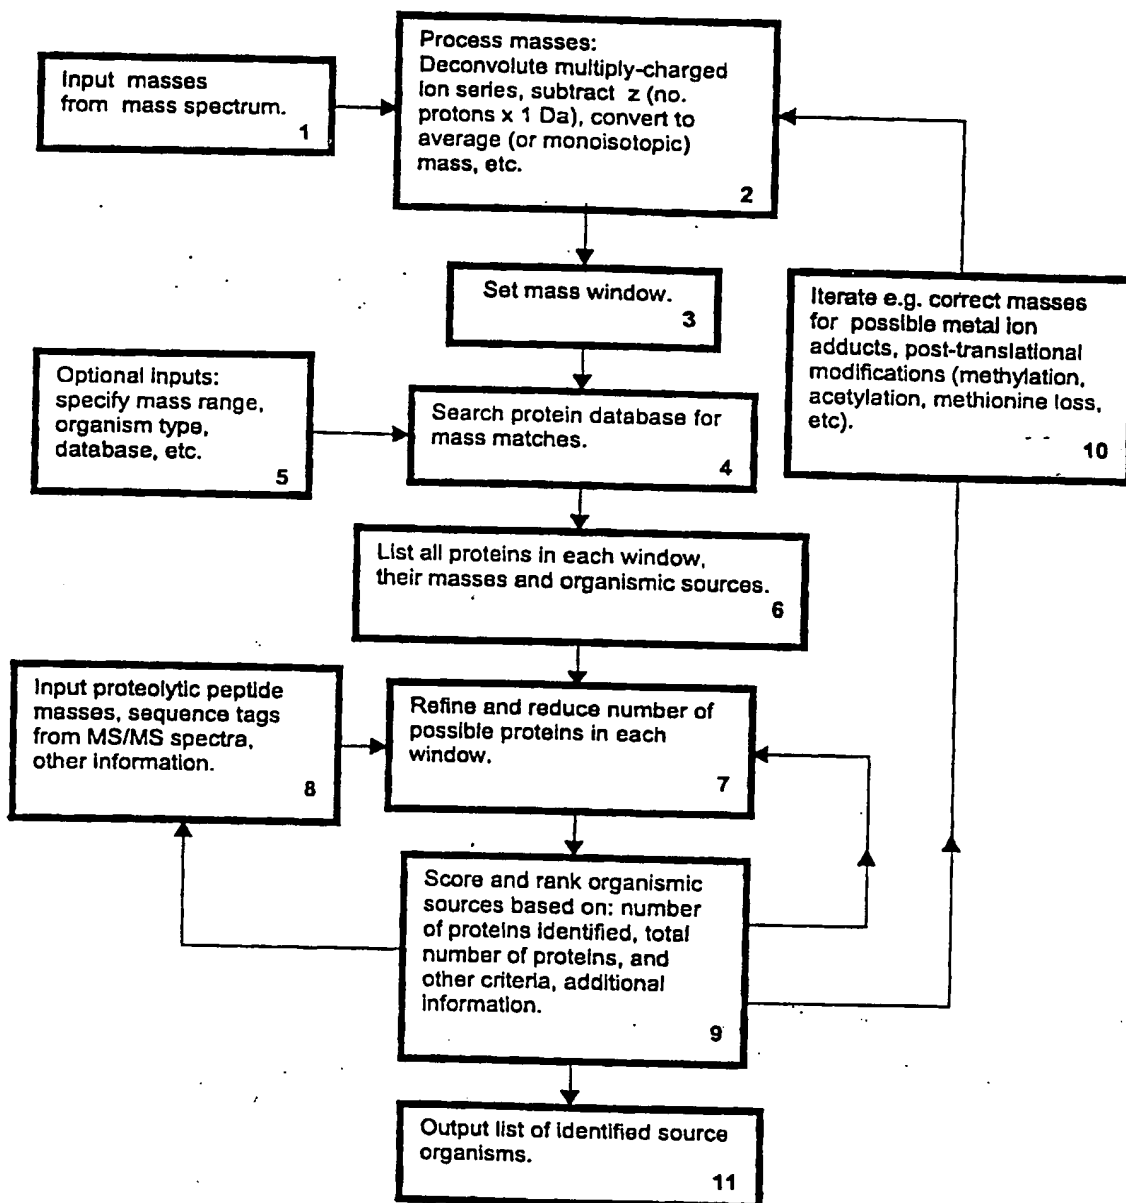 Input masses
from mass spectrum.
1
Process masses:
Deconvolute multiply-charged
ion series, subtract z (no.
protons x 1 Da), convert to
average (or monoisotopic)
mass, etc.
2
Set mass window.
3
Optional inputs:
specify mass range,
organism type,
database, etc.
5
Search protein database for
mass matches.
4
Iterate e.g. correct masses
for possible metal ion
adducts, post-translational
modifications (methylation,
acetylation, methionine loss,
etc).
10
List all proteins in each window,
their masses and organismic sources.
6
Input proteolytic peptide
masses, sequence tags
from MS/MS spectra,
other information.
8
Refine and reduce number of
possible proteins in each
window.
7
Score and rank organismic
sources based on: number
of proteins identified, total
number of proteins, and
other criteria, additional
information.
9
Output list of identified source
organisms.
11